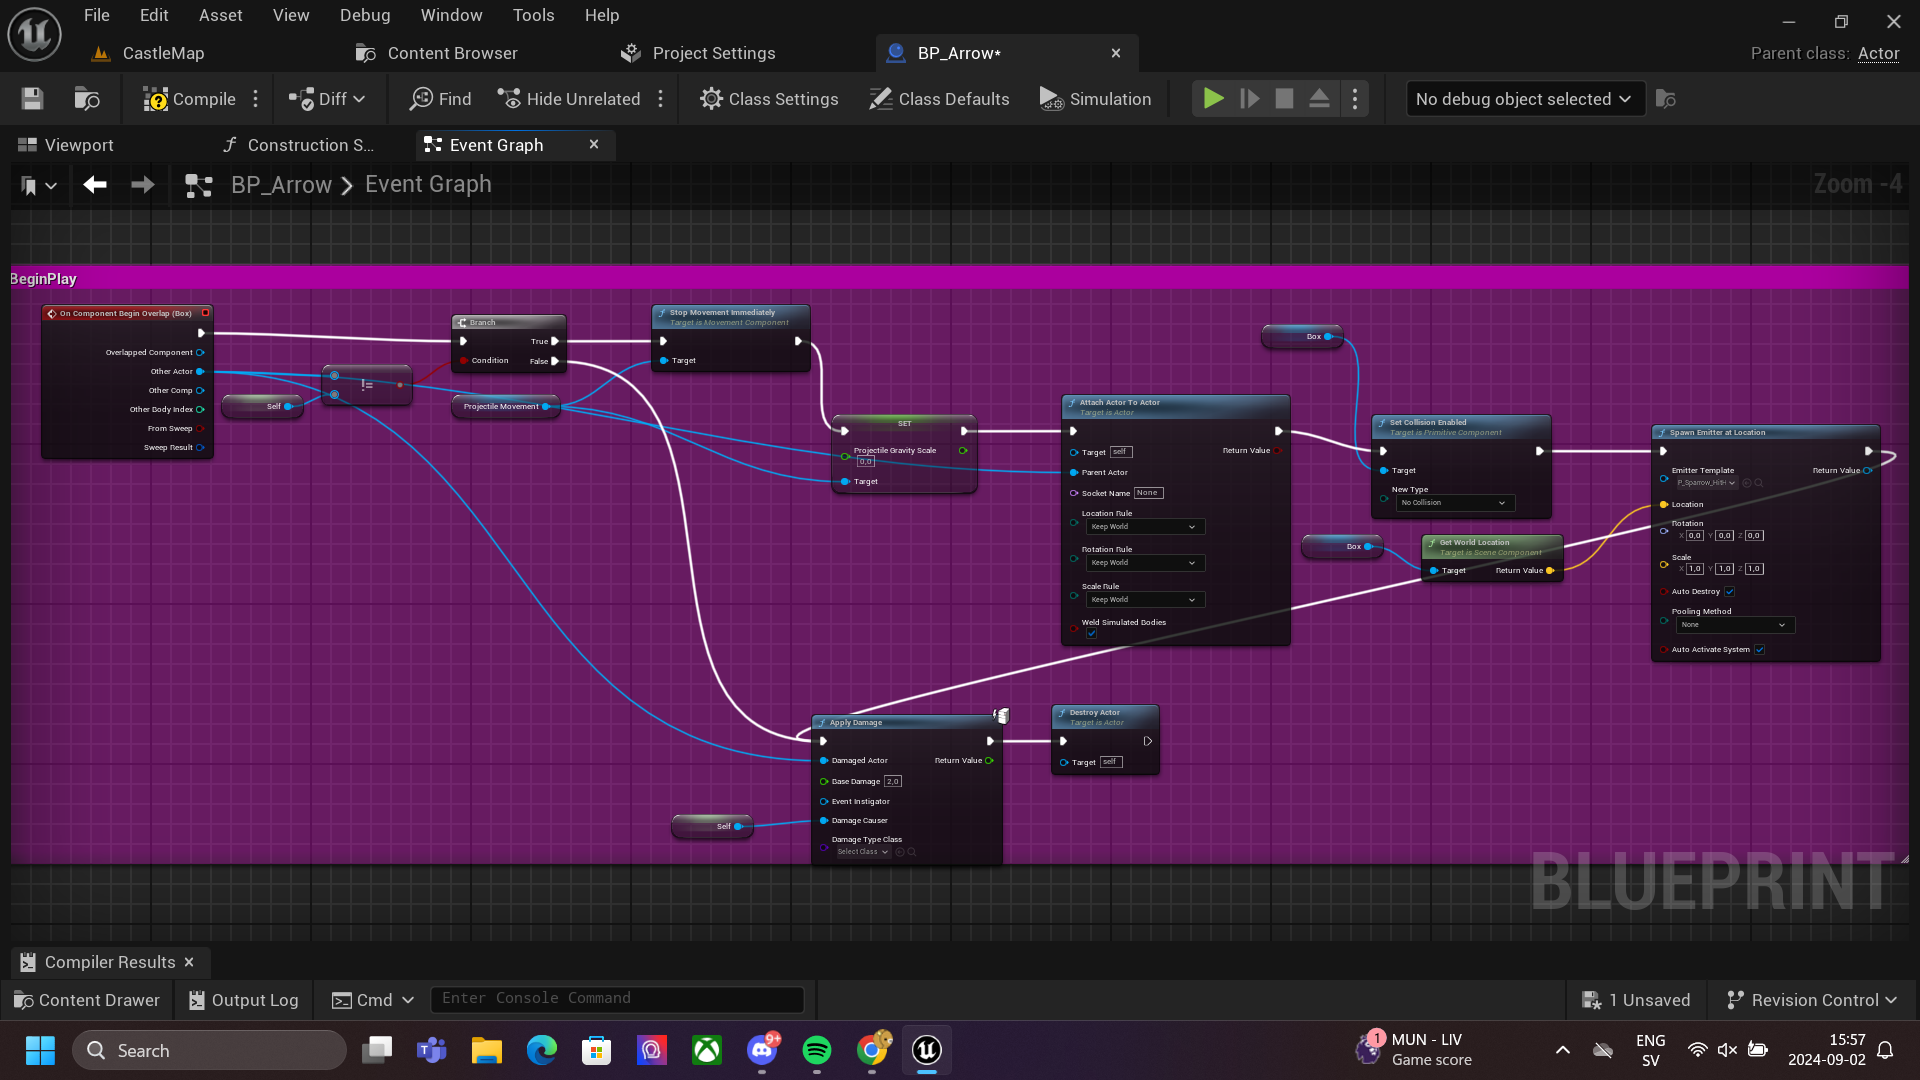 File Edit Asset View Debug Window Tools Help
CastleMap Content Browser Project Settings BP_Arrow* Parent class: Actor
Compile Diff Find Hide Unrelated Class Settings Class Defaults Simulation No debug object selected
Viewport Construction S... Event Graph
BP_Arrow > Event Graph Zoom -4
BeginPlay
On Component Begin Overlap (Box)
Overlapped Component
Other Actor
Other Comp
Other Body Index
From Sweep
Sweep Result
Self
!=
Branch
True
Condition False
Projectile Movement
Stop Movement Immediately
Target is Movement Component
Target
SET
Projectile Gravity Scale
0,0
Target
Attach Actor To Actor
Target is Actor
Target self Return Value
Parent Actor
Socket Name None
Location Rule
Keep World
Rotation Rule
Keep World
Scale Rule
Keep World
Weld Simulated Bodies
Box
Set Collision Enabled
Target is Primitive Component
Target
New Type
No Collision
Box
Get World Location
Target is Scene Component
Target Return Value
Spawn Emitter at Location
Emitter Template Return Value
P_Sparrow_HitH
Location
Rotation
X 0,0 Y 0,0 Z 0,0
Scale
X 1,0 Y 1,0 Z 1,0
Auto Destroy
Pooling Method
None
Auto Activate System
Apply Damage
Damaged Actor Return Value
Base Damage 2,0
Event Instigator
Damage Causer
Damage Type Class
Select Class
Self
Destroy Actor
Target is Actor
Target self
BLUEPRINT
Compiler Results
Content Drawer Output Log Cmd Enter Console Command 1 Unsaved Revision Control
Search
9+
1
MUN - LIV
Game score
ENG
SV
15:57
2024-09-02